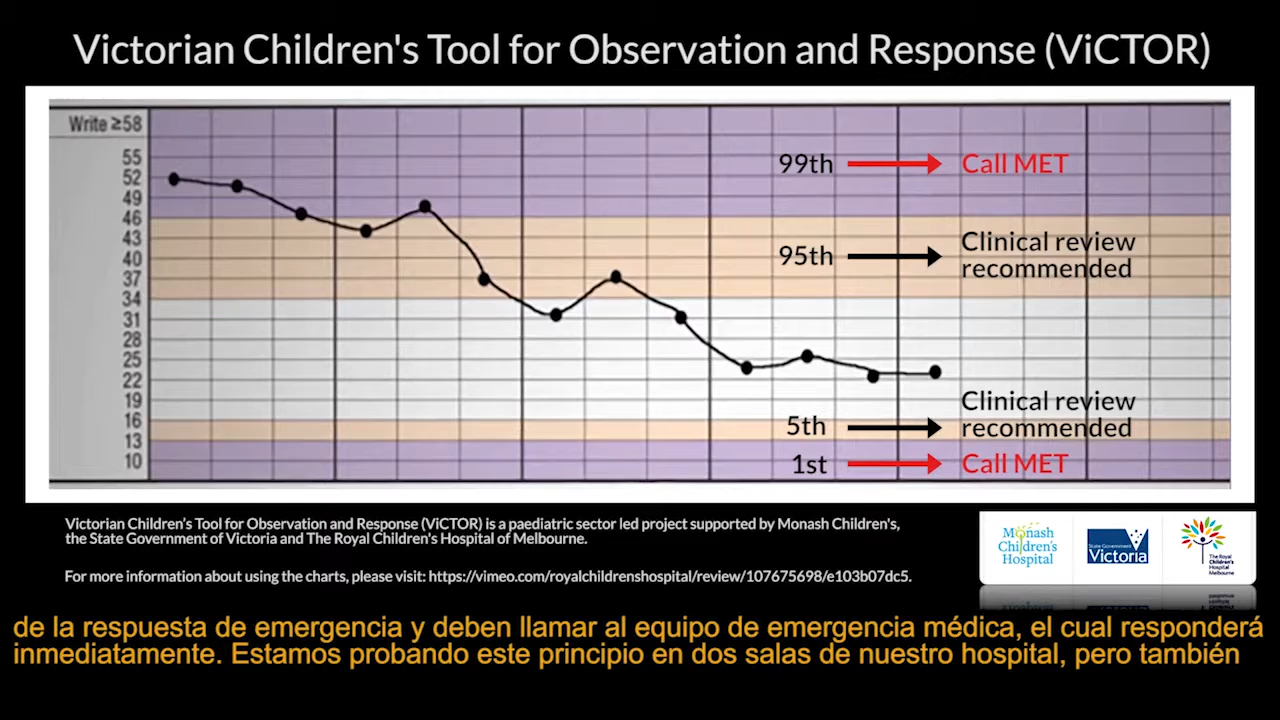 Victorian Children's Tool for Observation and Response (ViCTOR)
Write ≥58
55
52
49
46
43
40
37
34
31
28
25
22
19
16
13
10
99th
Call MET
95th
Clinical review
recommended
Clinical review
5th
recommended
1st
Call MET
Victorian Children's Tool for Observation and Response (ViCTOR) is a paediatric sector led project supported by Monash Children's,
the State Government of Victoria and The Royal Children's Hospital of Melbourne.
For more information about using the charts, please visit: https://vimeo.com/royalchildrenshospital/review/107675698/e103b07dc5.
Monash
Children's
Hospital
State Government
Victoria
The Royal
Children's
Hospital
Melbourne
de la respuesta de emergencia y deben llamar al equipo de emergencia médica, el cual responderá
inmediatamente. Estamos probando este principio en dos salas de nuestro hospital, pero también